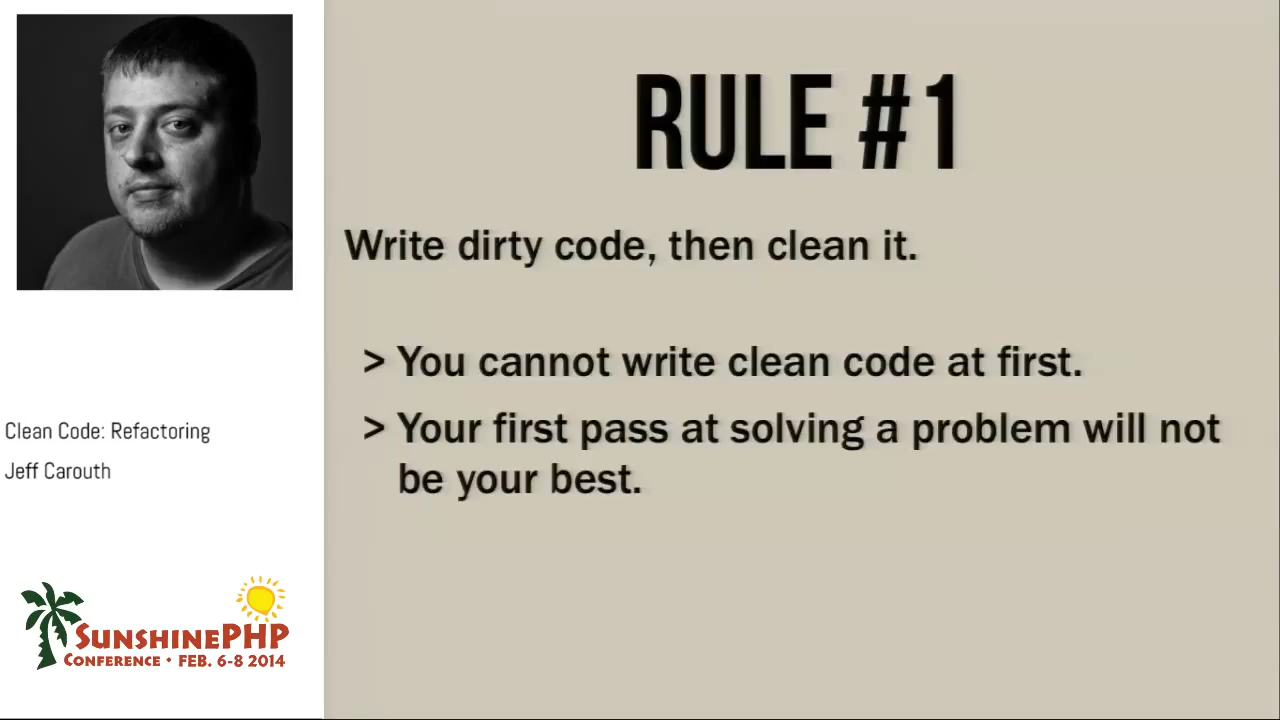 RULE #1
Write dirty code, then clean it.
> You cannot write clean code at first.
> Your first pass at solving a problem will not
be your best.
Clean Code: Refactoring
Jeff Carouth
SUNSHINEPHP
CONFERENCE • FEB. 6-8 2014